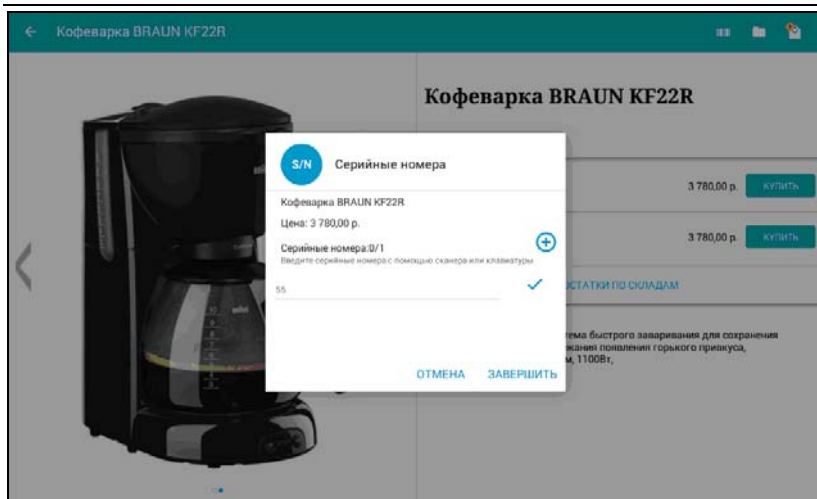 Кофеварка BRAUN KF22R
Кофеварка BRAUN KF22R
S/N Серийные номера
Кофеварка BRAUN KF22R
Цена: 3 780,00 р.
Серийные номера:0/1
Введите серийные номера с помощью сканера или клавиатуры
55
ОТМЕНА ЗАВЕРШИТЬ
3 780,00 р. КУПИТЬ
3 780,00 р. КУПИТЬ
СТАТКИ ПО СКЛАДАМ
тема быстрого заваривания для сохранения
жания появления горького привкуса,
м, 1100Вт,